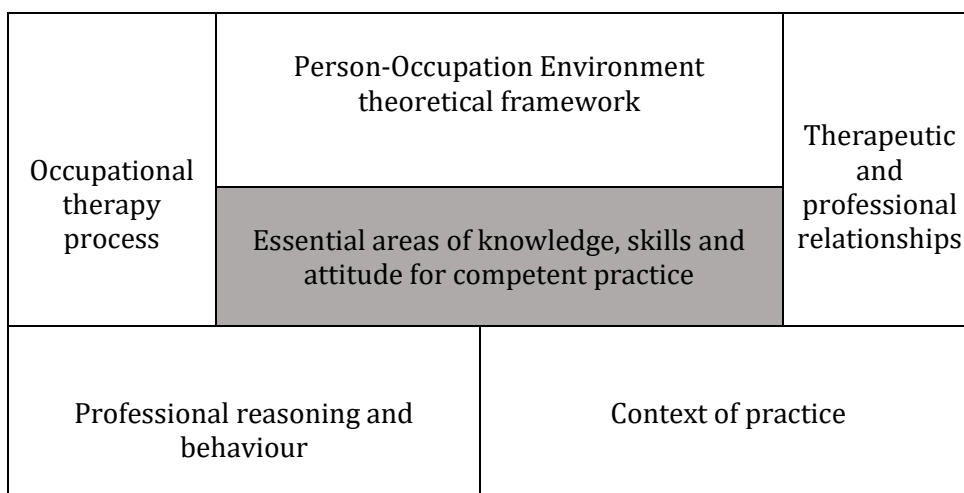 Person-Occupation Environment
theoretical framework
Occupational
therapy
process
Therapeutic
and
professional
relationships
Essential areas of knowledge, skills and
attitude for competent practice
Professional reasoning and
behaviour
Context of practice